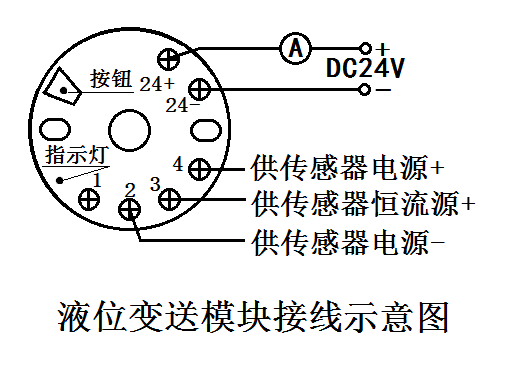 A
+
DC24V
−
按钮
24+
24-
指示灯
4
供传感器电源+
1
2
3
供传感器恒流源+
供传感器电源-
液位变送模块接线示意图